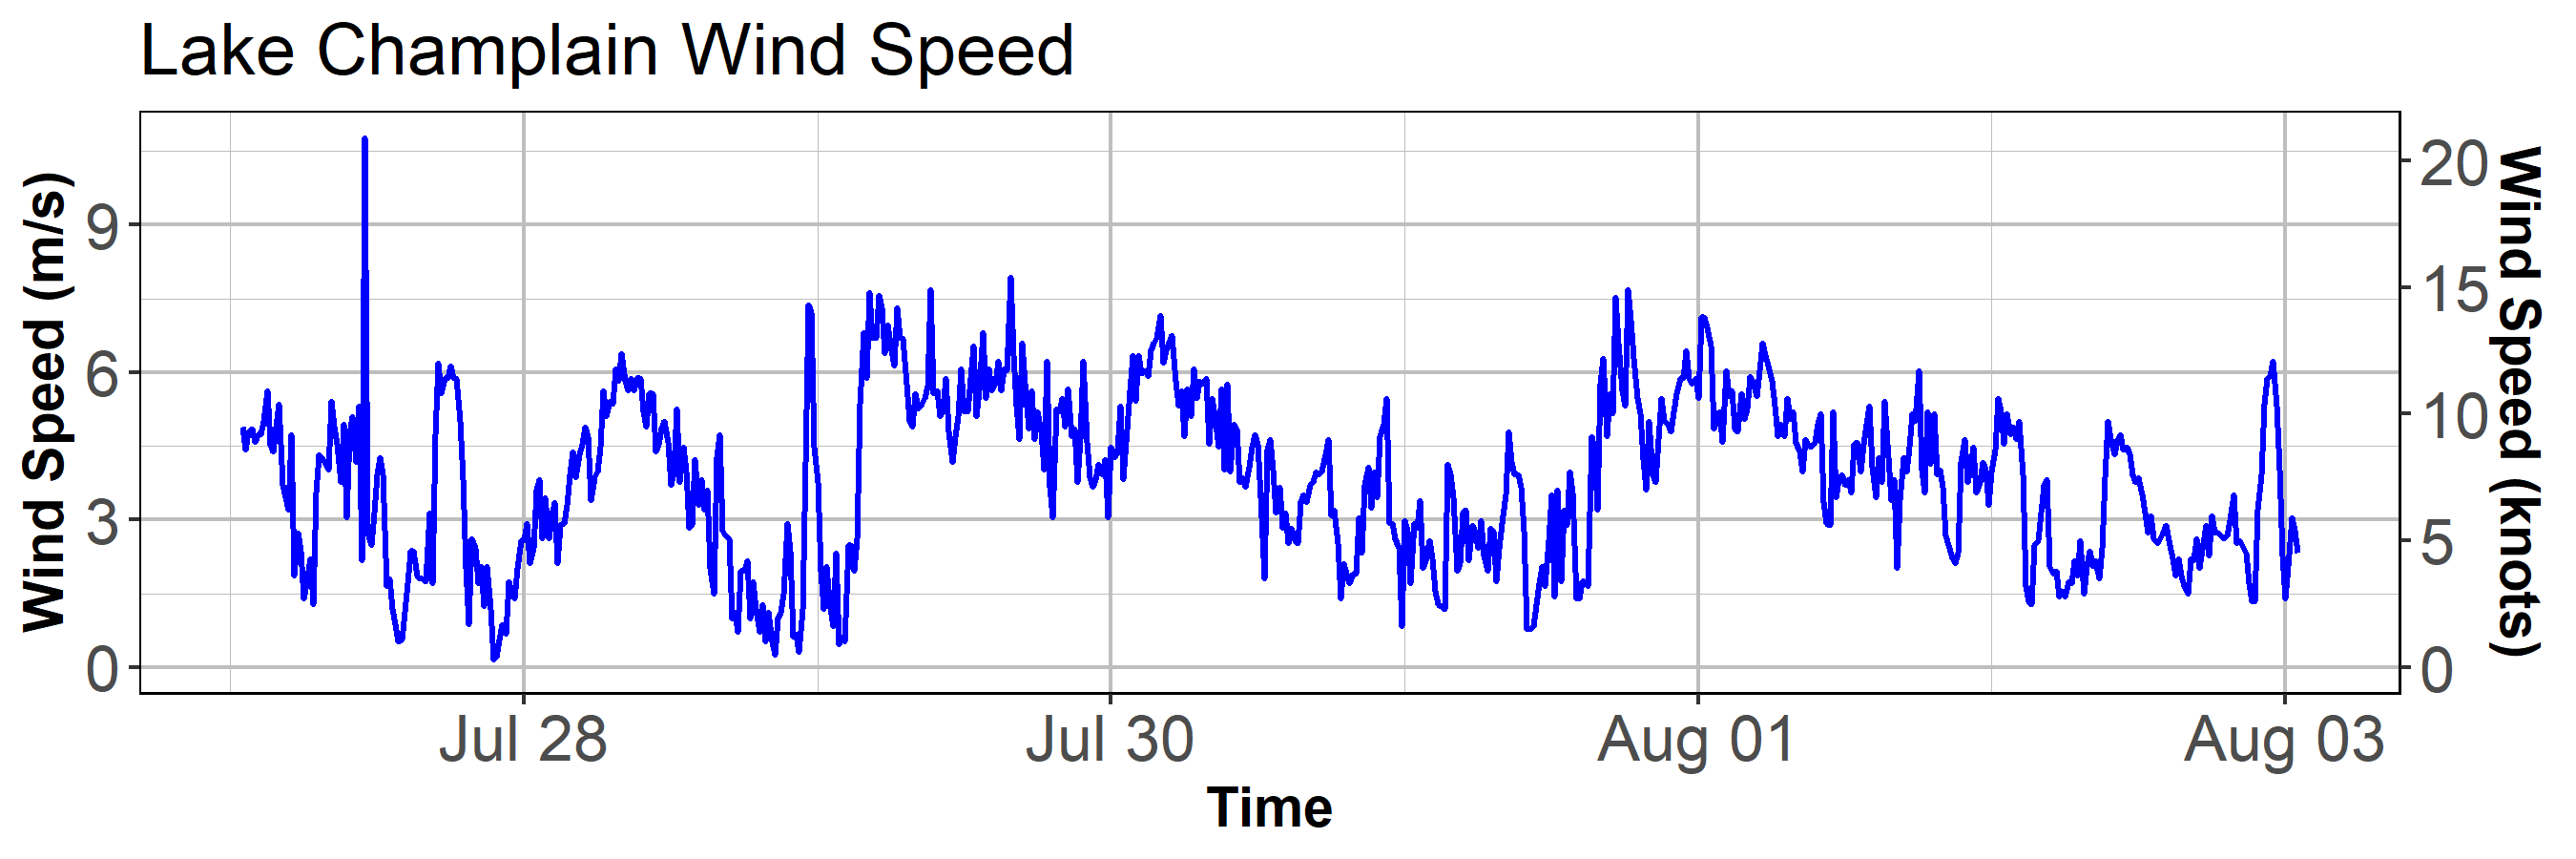 Lake Champlain Wind Speed
Wind Speed (m/s)
9
6
3
0
20
15
10
5
0
Wind Speed (knots)
Jul 28
Jul 30
Aug 01
Aug 03
Time